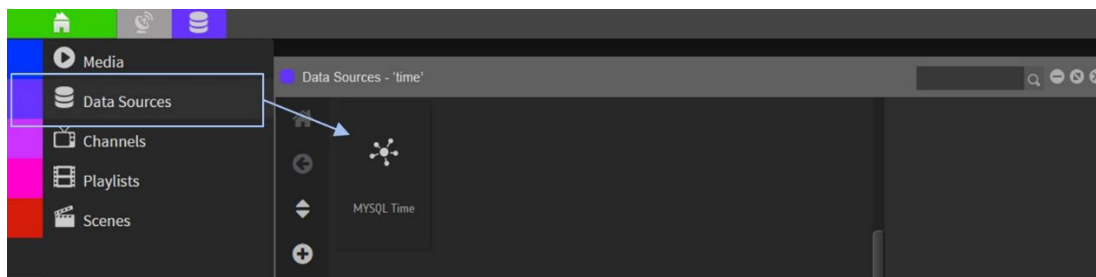 Media
Data Sources
Channels
Playlists
Scenes
Data Sources - 'time'
MYSQL Time